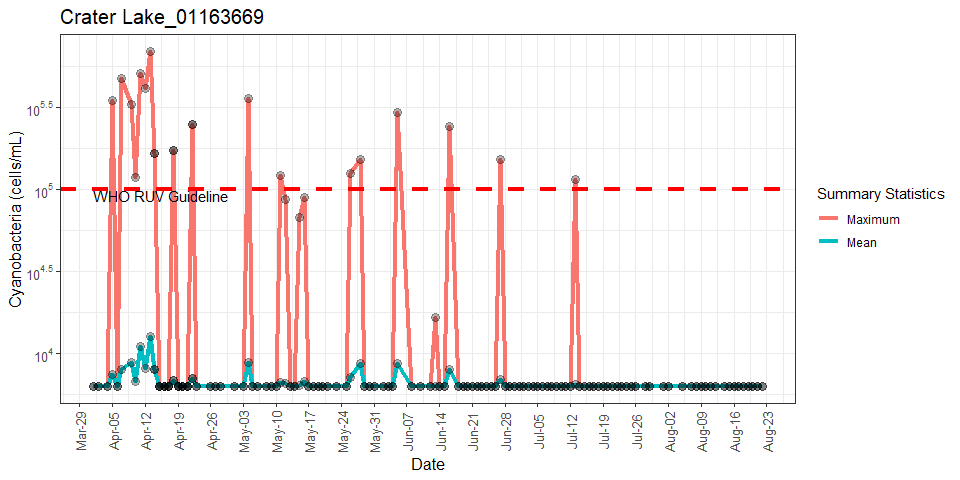 Crater Lake_01163669
Cyanobacteria (cells/mL)
10^5.5
10^5
10^4.5
10^4
WHO RUV Guideline
Mar-29
Apr-05
Apr-12
Apr-19
Apr-26
May-03
May-10
May-17
May-24
May-31
Jun-07
Jun-14
Jun-21
Jun-28
Jul-05
Jul-12
Jul-19
Jul-26
Aug-02
Aug-09
Aug-16
Aug-23
Date
Summary Statistics
Maximum
Mean